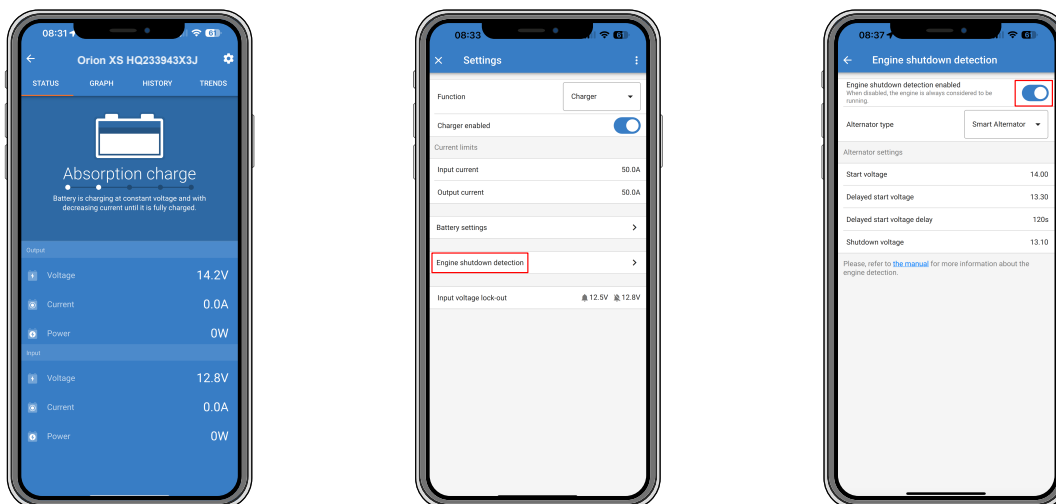 08:31
61
Orion XS HQ233943X3J
STATUS GRAPH HISTORY TRENDS
Absorption charge
Battery is charging at constant voltage and with
decreasing current until it is fully charged.
Output
Voltage 14.2V
Current 0.0A
Power 0W
Input
Voltage 12.8V
Current 0.0A
Power 0W
08:33
61
Settings
Function Charger
Charger enabled
Current limits
Input current 50.0A
Output current 50.0A
Battery settings
Engine shutdown detection
Input voltage lock-out 12.5V 12.8V
08:37
61
Engine shutdown detection
Engine shutdown detection enabled
When disabled, the engine is always considered to be
running.
Alternator type Smart Alternator
Alternator settings
Start voltage 14.00
Delayed start voltage 13.30
Delayed start voltage delay 120s
Shutdown voltage 13.10
Please, refer to the manual for more information about the
engine detection.